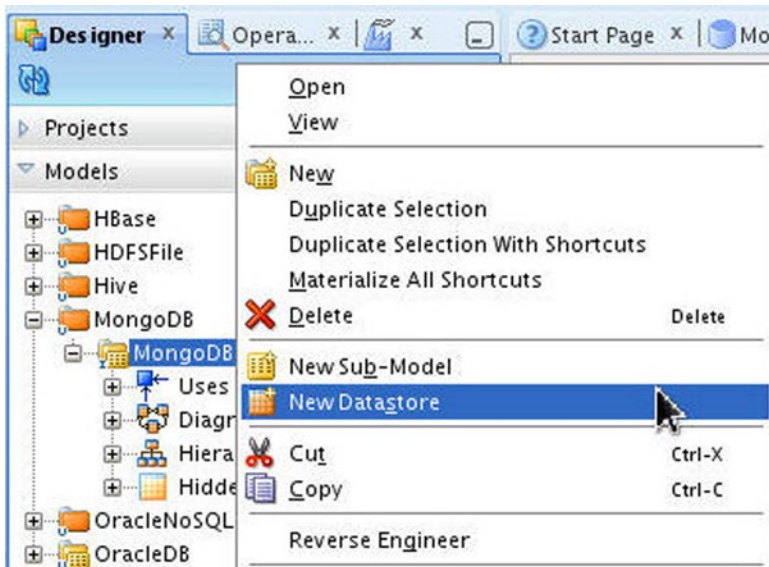 Designer x Opera... x x Start Page x Mo
Projects
Models
HBase
HDFSFile
Hive
MongoDB
MongoDB
Uses
Diagr
Hiera
Hidde
OracleNoSQL
OracleDB
Open
View
New
Duplicate Selection
Duplicate Selection With Shortcuts
Materialize All Shortcuts
Delete Delete
New Sub-Model
New Datastore
Cut Ctrl-X
Copy Ctrl-C
Reverse Engineer